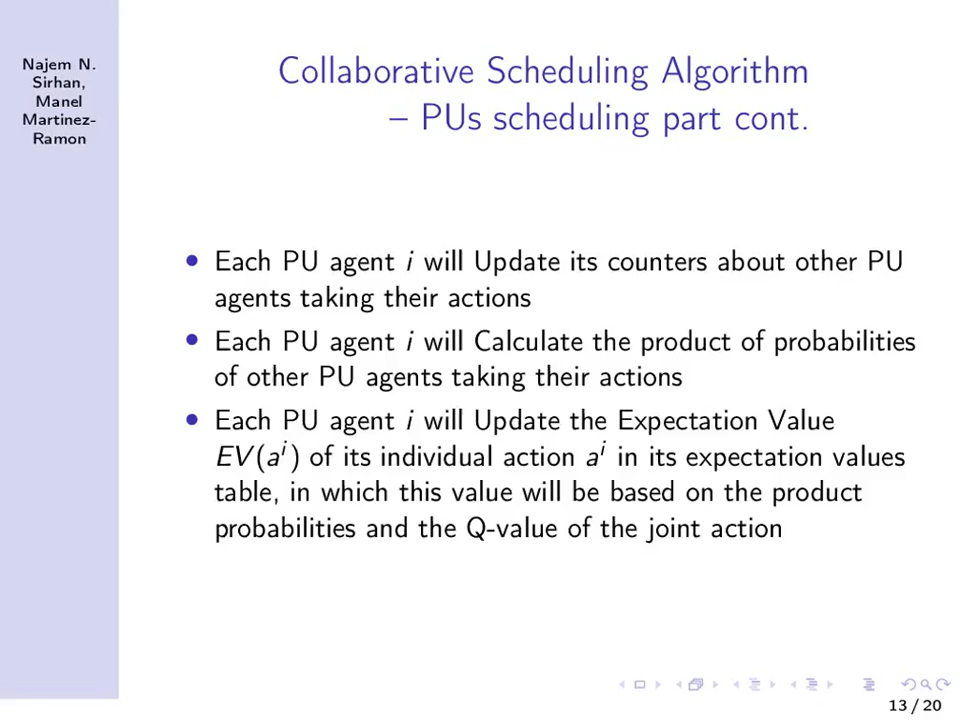 Najem N.
Sirhan,
Manel
Martinez-
Ramon
Collaborative Scheduling Algorithm
– PUs scheduling part cont.
• Each PU agent i will Update its counters about other PU
agents taking their actions
• Each PU agent i will Calculate the product of probabilities
of other PU agents taking their actions
• Each PU agent i will Update the Expectation Value
EV(aⁱ) of its individual action aⁱ in its expectation values
table, in which this value will be based on the product
probabilities and the Q-value of the joint action
13 / 20